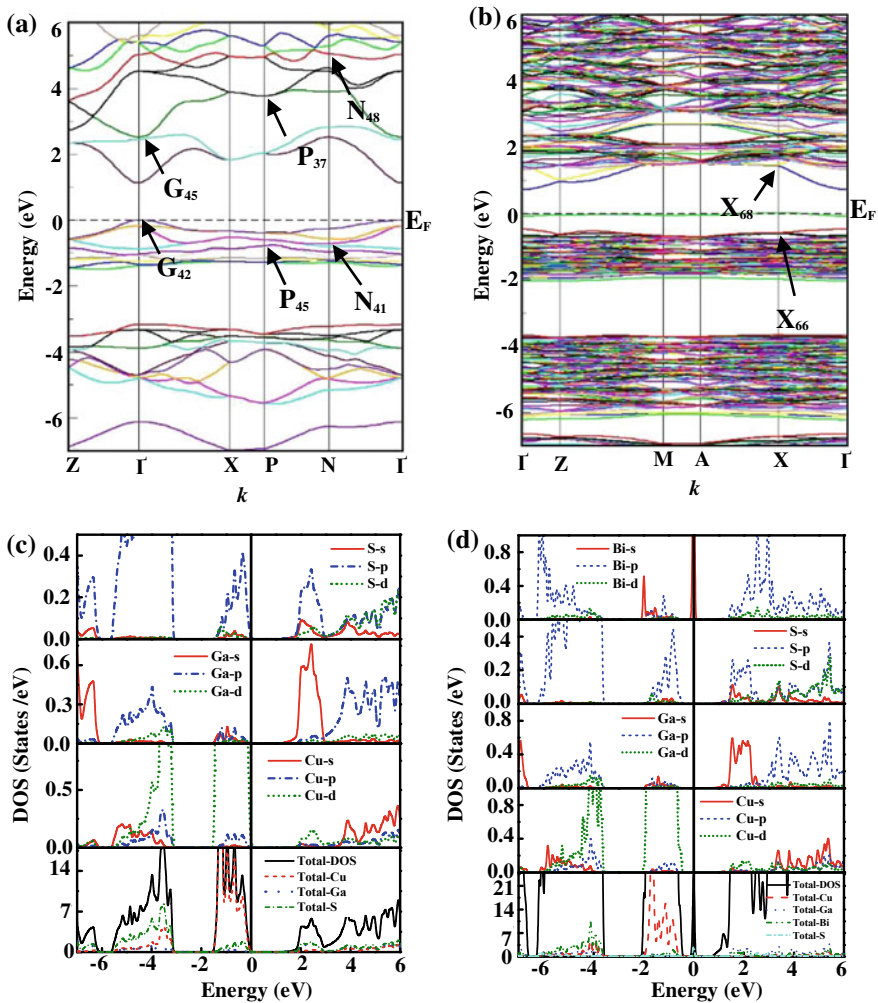 (a)
6
4
2
0
-2
-4
-6
Energy (eV)
N48
P37
G45
EF
G42
P45
N41
Z Γ X P N Γ
k
(b)
6
4
2
0
-2
-4
-6
Energy (eV)
X68
EF
X66
Γ Z M A X Γ
k
(c)
DOS (States /eV)
0.4
0.2
0.0
S-s
S-p
S-d
0.6
0.3
0.0
Ga-s
Ga-p
Ga-d
0.5
0.0
Cu-s
Cu-p
Cu-d
14
7
0
Total-DOS
Total-Cu
Total-Ga
Total-S
-6 -4 -2 0 2 4 6
Energy (eV)
(d)
DOS (States /eV)
0.8
0.4
0.0
Bi-s
Bi-p
Bi-d
0.4
0.2
0.0
S-s
S-p
S-d
0.8
0.4
0.0
Ga-s
Ga-p
Ga-d
0.8
0.4
0.0
Cu-s
Cu-p
Cu-d
21
14
7
0
Total-DOS
Total-Cu
Total-Ga
Total-Bi
Total-S
-6 -4 -2 0 2 4 6
Energy (eV)